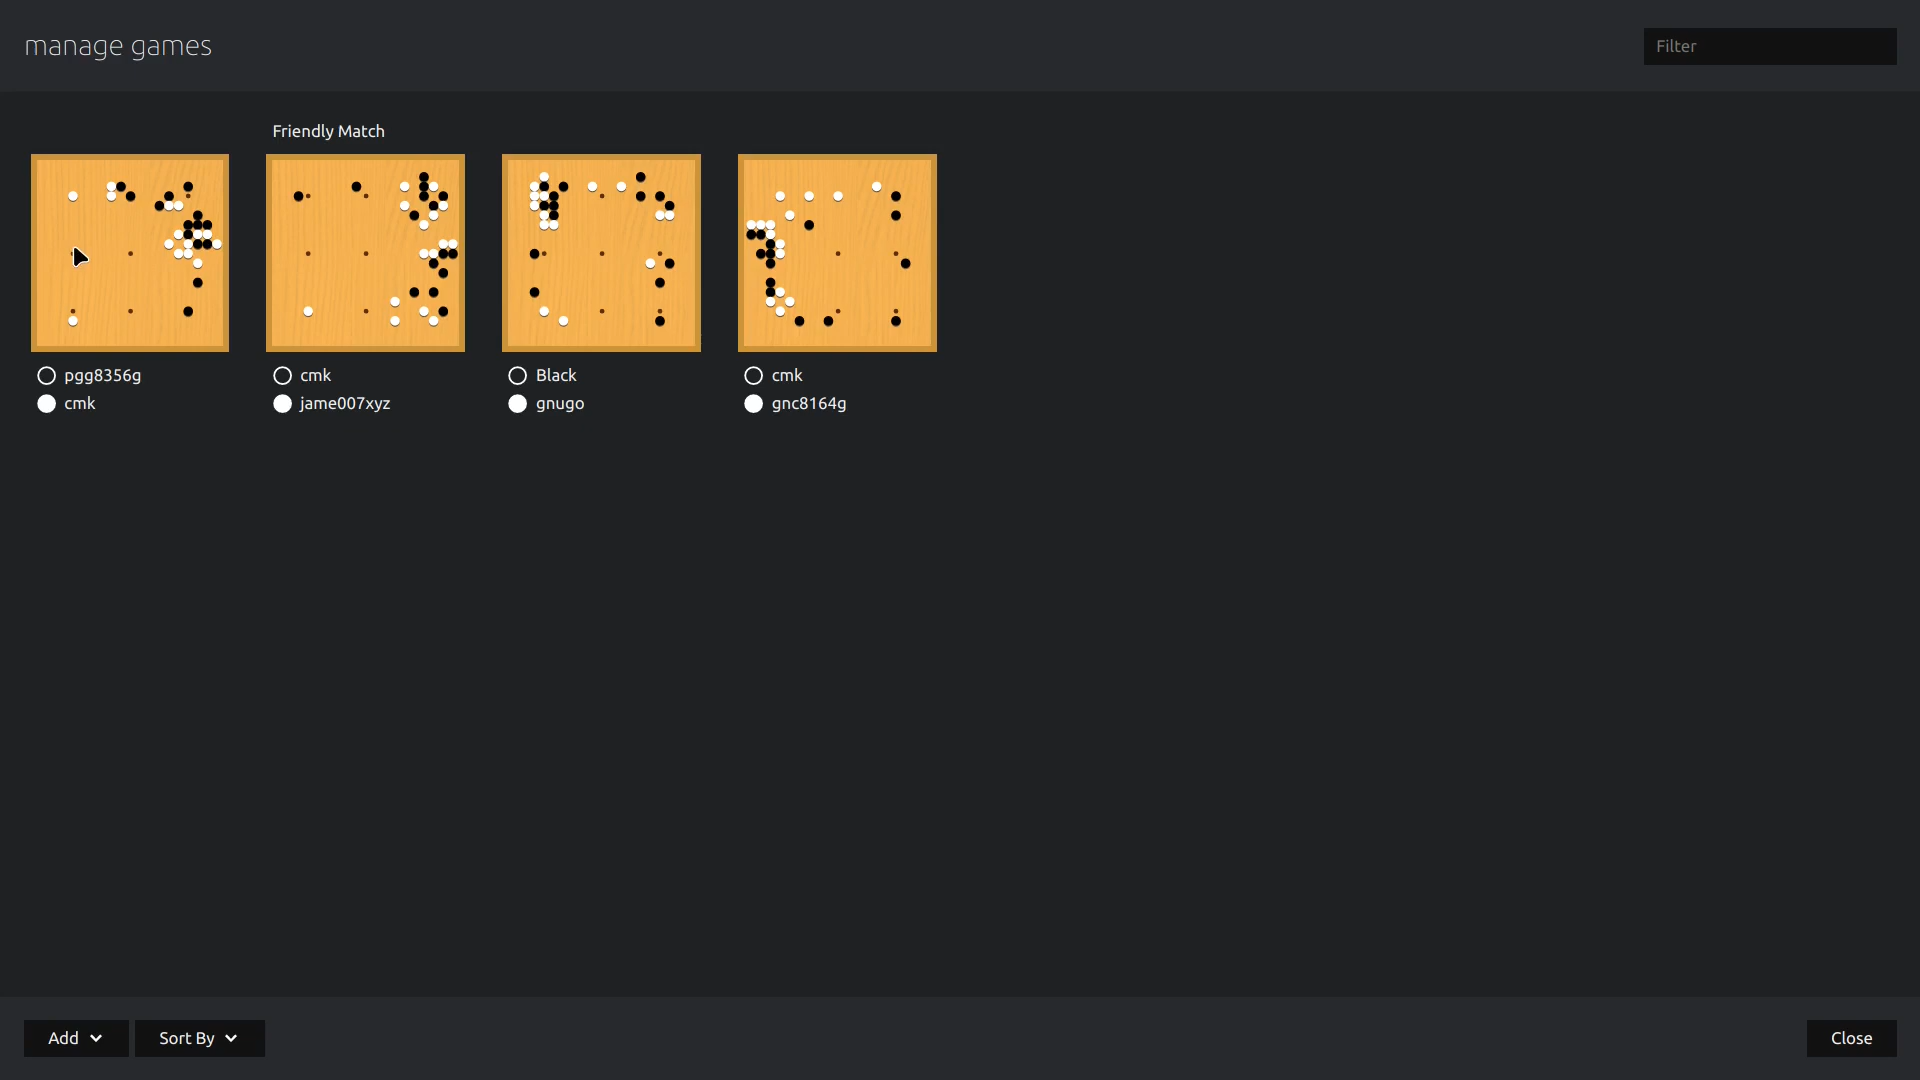 manage games
Filter
Friendly Match
pgg8356g
cmk
cmk
jame007xyz
Black
gnugo
cmk
gnc8164g
Add
Sort By
Close